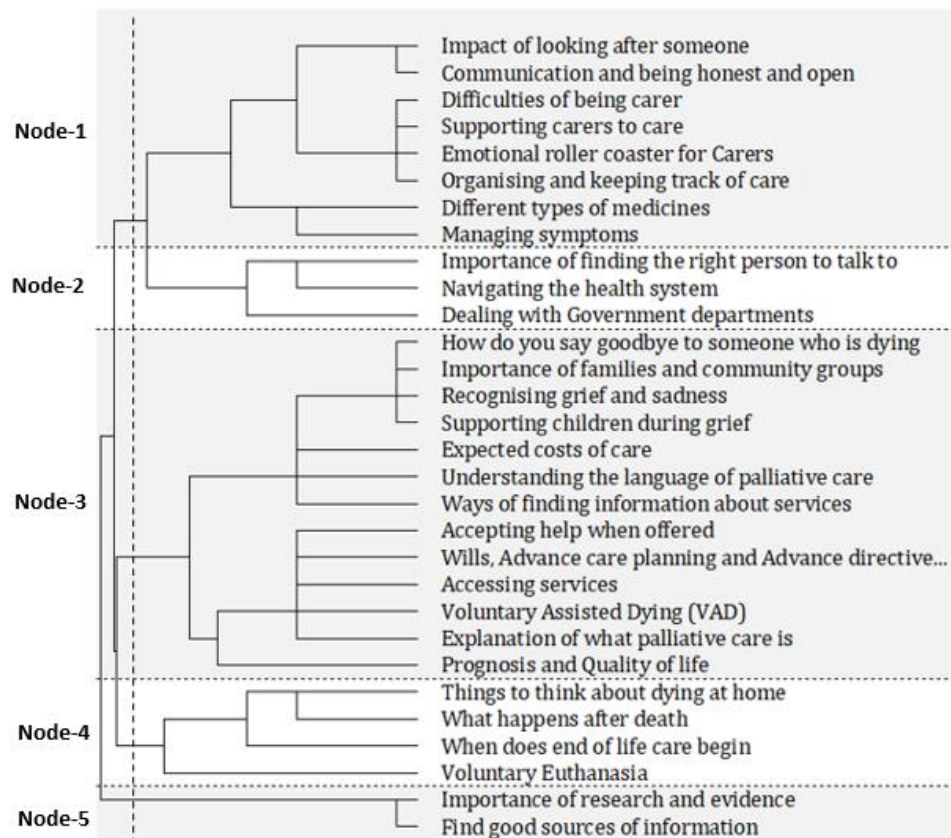 Node-1
Impact of looking after someone
Communication and being honest and open
Difficulties of being carer
Supporting carers to care
Emotional roller coaster for Carers
Organising and keeping track of care
Different types of medicines
Managing symptoms
Node-2
Importance of finding the right person to talk to
Navigating the health system
Dealing with Government departments
Node-3
How do you say goodbye to someone who is dying
Importance of families and community groups
Recognising grief and sadness
Supporting children during grief
Expected costs of care
Understanding the language of palliative care
Ways of finding information about services
Accepting help when offered
Wills, Advance care planning and Advance directive...
Accessing services
Voluntary Assisted Dying (VAD)
Explanation of what palliative care is
Prognosis and Quality of life
Node-4
Things to think about dying at home
What happens after death
When does end of life care begin
Voluntary Euthanasia
Node-5
Importance of research and evidence
Find good sources of information